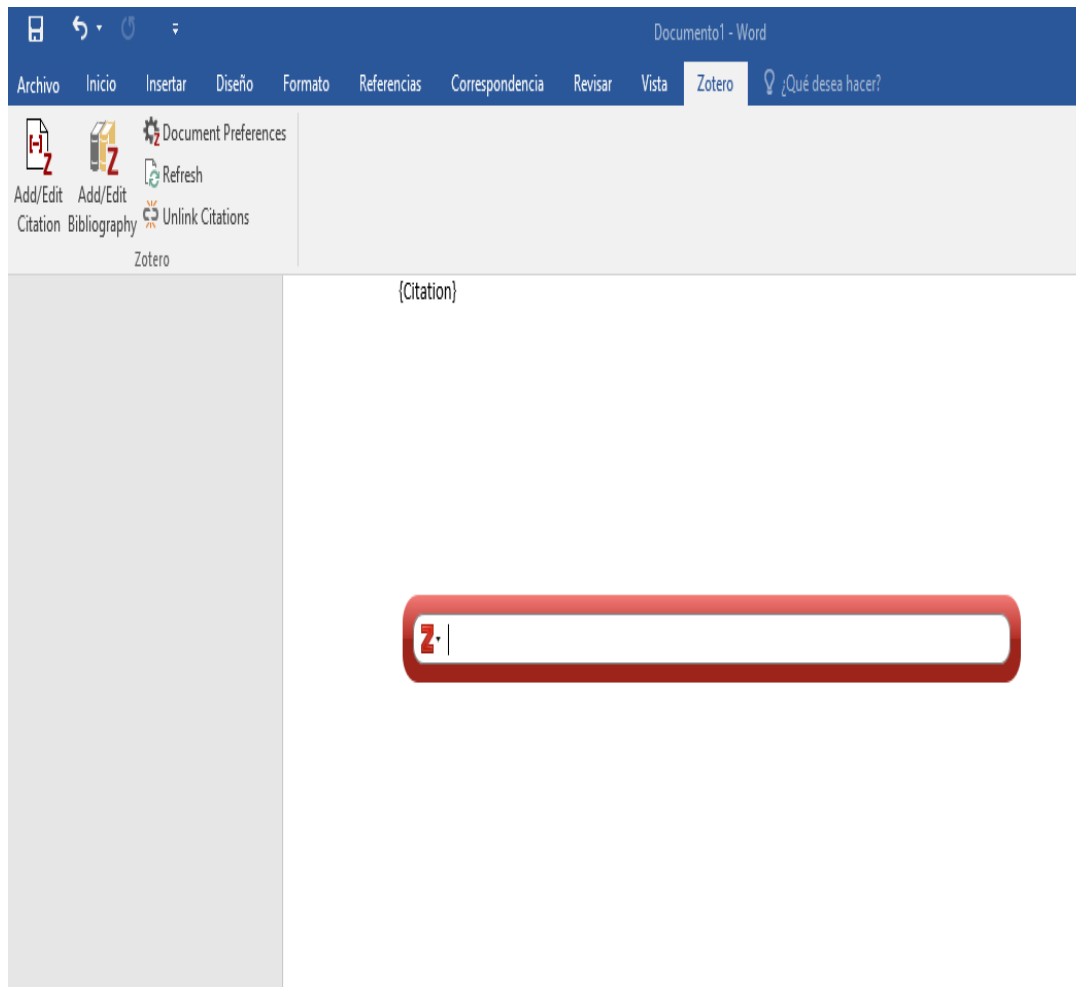 Documento1 - Word
Archivo Inicio Insertar Diseño Formato Referencias Correspondencia Revisar Vista Zotero ¿Qué desea hacer?
Add/Edit Citation
Add/Edit Bibliography
Document Preferences
Refresh
Unlink Citations
Zotero
{Citation}
Z